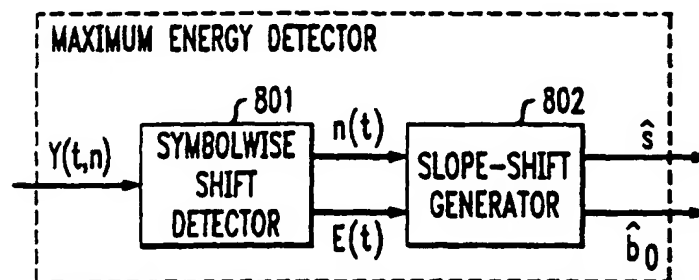 MAXIMUM ENERGY DETECTOR
801
802
Y(t,n)
SYMBOLWISE
SHIFT
DETECTOR
n(t)
E(t)
SLOPE-SHIFT
GENERATOR
ŝ
b̂0